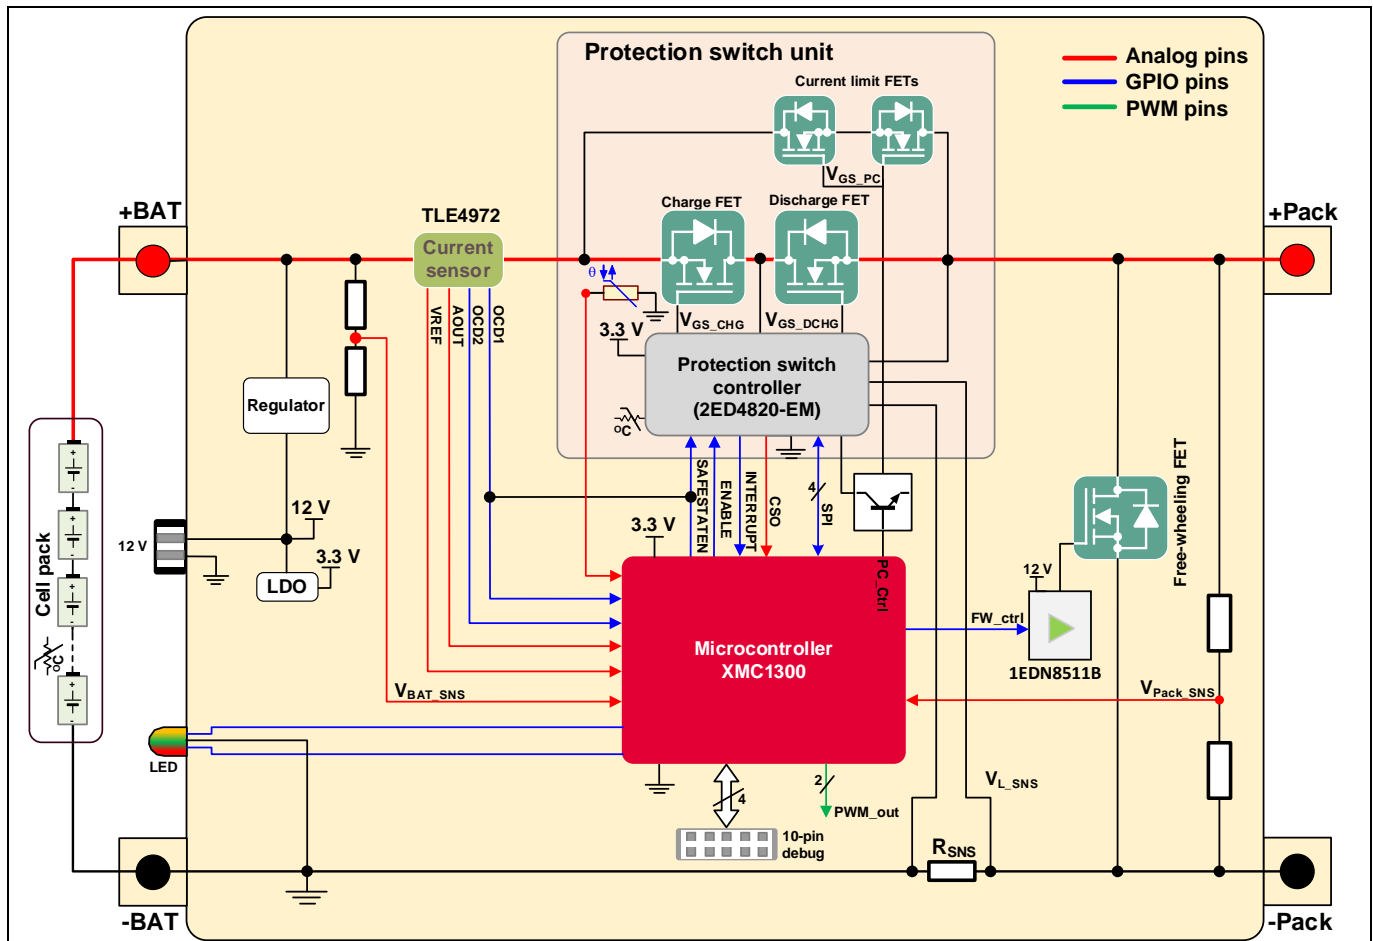 Protection switch unit
Analog pins
GPIO pins
PWM pins
Current limit FETs
VGS_PC
+BAT
TLE4972
Current
sensor
Charge FET
Discharge FET
+Pack
θ
VREF
AOUT
OCD2
OCD1
VGS_CHG
VGS_DCHG
3.3 V
Protection switch
controller
(2ED4820-EM)
oC
Regulator
SAFESTATEN
ENABLE
INTERRUPT
CSO
4
SPI
Free-wheeling FET
Cell pack
+
+
+
+
oC
12 V
12 V
3.3 V
LDO
3.3 V
PC_Ctrl
12 V
FW_ctrl
1EDN8511B
Microcontroller
XMC1300
VBAT_SNS
VPack_SNS
LED
4
2
PWM_out
VL_SNS
10-pin
debug
RSNS
-BAT
-Pack